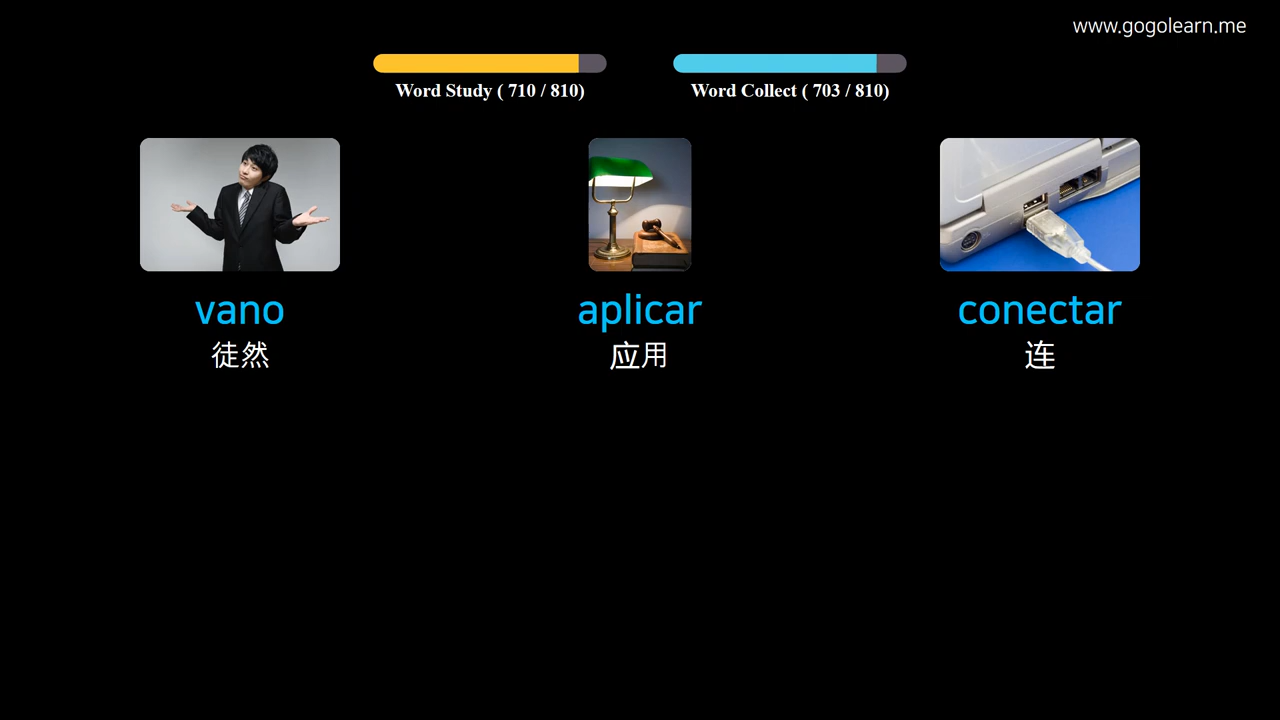 www.gogolearn.me
Word Study ( 710 / 810)
Word Collect ( 703 / 810)
vano
aplicar
conectar
徒然
应用
连